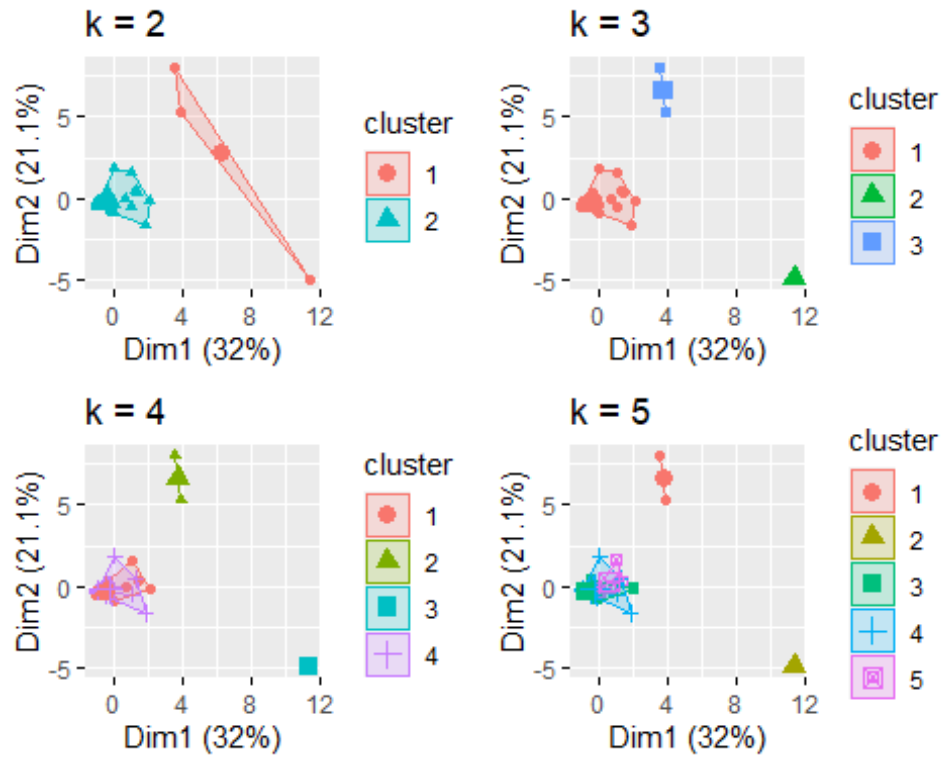 k = 2
5
0
-5
0
4
8
12
Dim1 (32%)
Dim2 (21.1%)
cluster
1
2
k = 3
5
0
-5
0
4
8
12
Dim1 (32%)
Dim2 (21.1%)
cluster
1
2
3
k = 4
5
0
-5
0
4
8
12
Dim1 (32%)
Dim2 (21.1%)
cluster
1
2
3
4
k = 5
5
0
-5
0
4
8
12
Dim1 (32%)
Dim2 (21.1%)
cluster
1
2
3
4
5